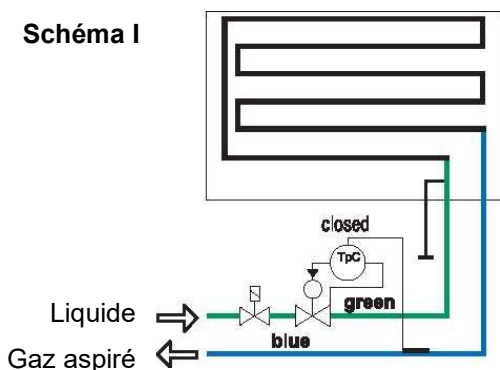 Schéma I
closed
TpC
green
Liquide
blue
Gaz aspiré